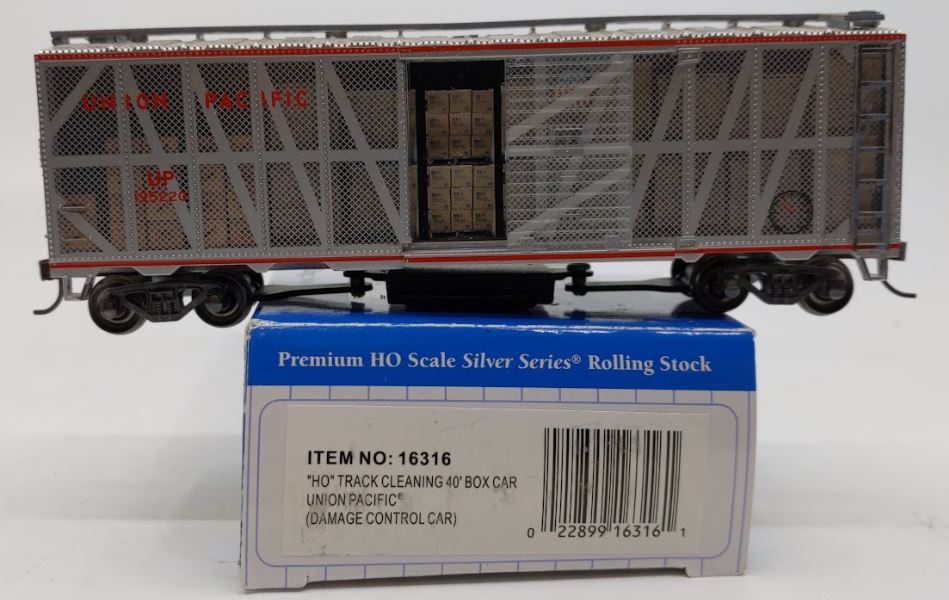 UNION PACIFIC
UP
195220
Premium HO Scale Silver Series® Rolling Stock
ITEM NO: 16316
"HO" TRACK CLEANING 40' BOX CAR
UNION PACIFIC®
(DAMAGE CONTROL CAR)
0 22899 16316 1